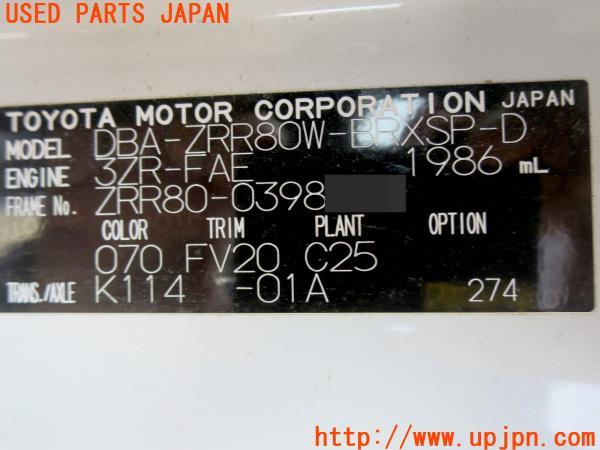 USED PARTS JAPAN
TOYOTA MOTOR CORPORATION JAPAN
MODEL DBA-ZRR80W-BRXSP-D
ENGINE 3ZR-FAE 1986 mL
FRAME No. ZRR80-0398
COLOR TRIM PLANT OPTION
070 FV20 C25
TRANS./AXLE K114 -01A 274
http://www.upjpn.com/